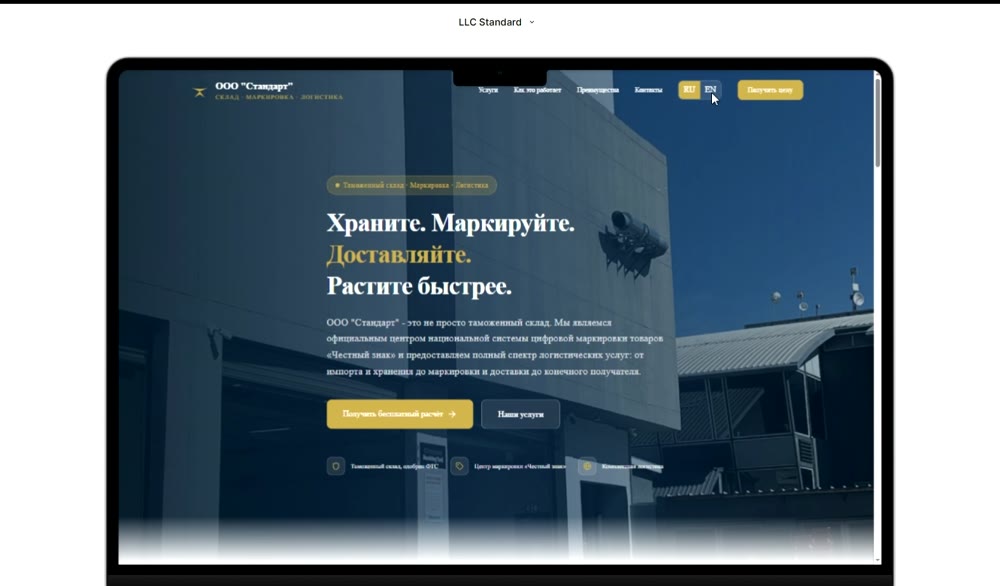 LLC Standard
ООО "Стандарт"
СКЛАД · МАРКИРОВКА · ЛОГИСТИКА
Услуги Как это работает Преимущества Контакты RU EN Получить цену
Таможенный склад · Маркировка · Логистика
Храните. Маркируйте.
Доставляйте.
Растите быстрее.
ООО "Стандарт" - это не просто таможенный склад. Мы являемся
официальным центром национальной системы цифровой маркировки товаров
«Честный знак» и предоставляем полный спектр логистических услуг: от
импорта и хранения до маркировки и доставки до конечного получателя.
Получить бесплатный расчёт → Наши услуги
Таможенный склад, одобрен ФТС Центр маркировки «Честный знак» Комплексная логистика